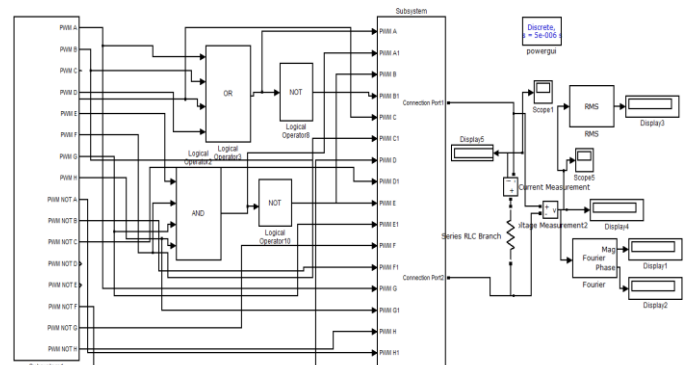 Subsystem
PWM A
PWM B
PWM C
PWM D
PWM E
PWM F
PWM G
PWM H
PWM NOT A
PWM NOT B
PWM NOT C
PWM NOT D
PWM NOT E
PWM NOT F
PWM NOT G
PWM NOT H
OR
Logical
Operator3
NOT
Logical
Operator8
Logical
Operator2
AND
NOT
Logical
Operator10
PWM A
PWM A1
PWM B
PWM B1
PWM C
PWM C1
PWM D
PWM D1
PWM E
PWM E1
PWM F
PWM F1
PWM G
PWM G1
PWM H
PWM H1
Connection Port1
Connection Port2
Discrete,
s = 5e-006 s
powergui
Scope1
RMS
RMS
Display3
Display5
Scope5
Current Measurement
Series RLC Branch
v
ltage Measurement2
Display4
Fourier
Mag
Phase
Fourier
Display1
Display2